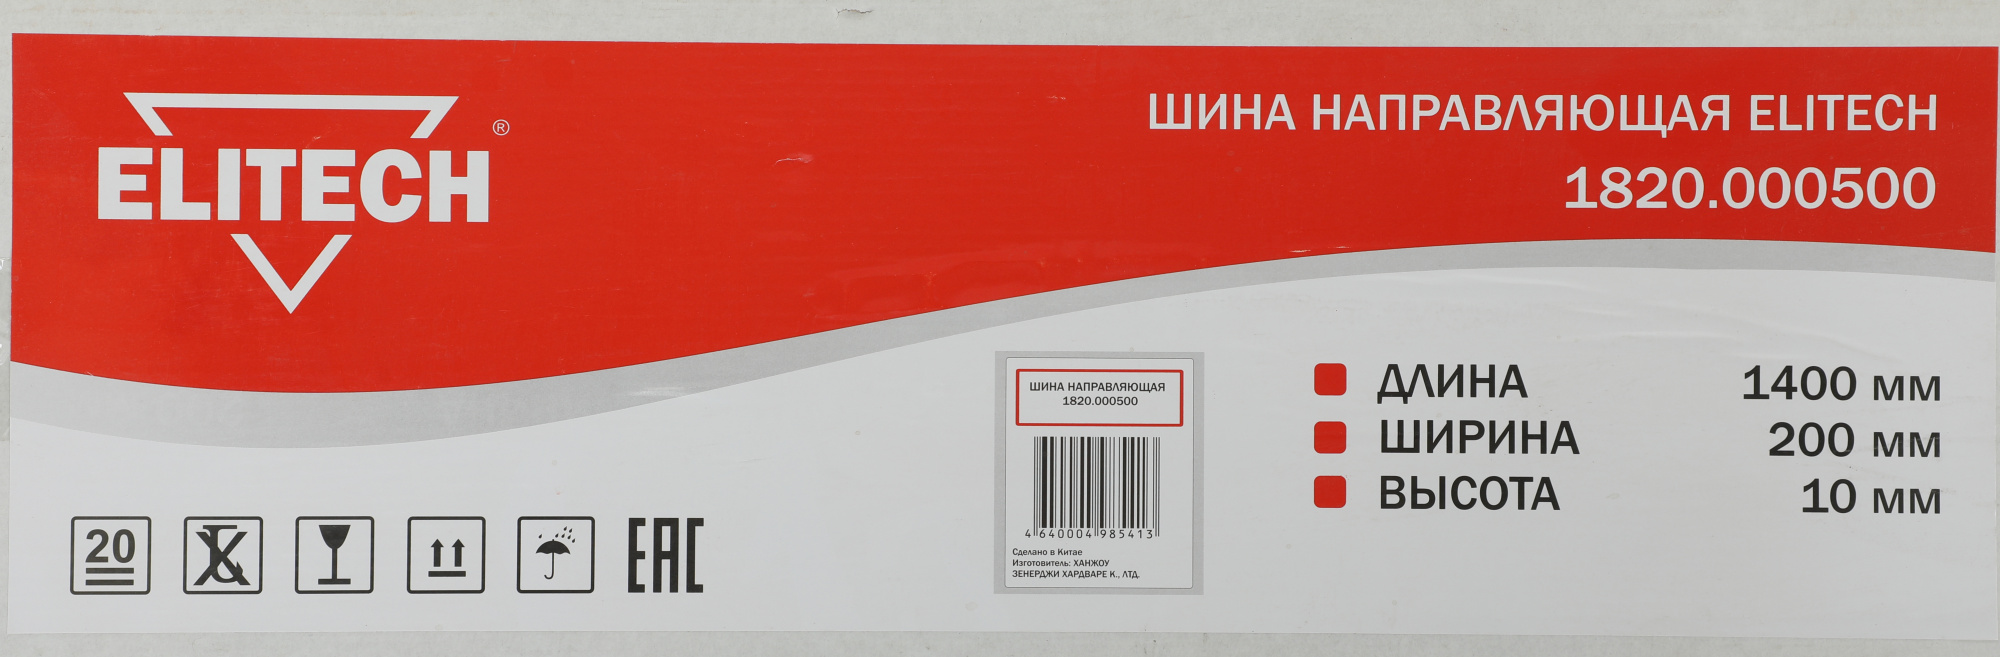 ELITECH ®
ШИНА НАПРАВЛЯЮЩАЯ ELITECH
1820.000500
ШИНА НАПРАВЛЯЮЩАЯ
1820.000500
4 640004 985413
Сделано в Китае
Изготовитель: ХАНЖОУ
ЗЕНЕРДЖИ ХАРДВАРЕ К., ЛТД.
ДЛИНА 1400 мм
ШИРИНА 200 мм
ВЫСОТА 10 мм
20
EAC